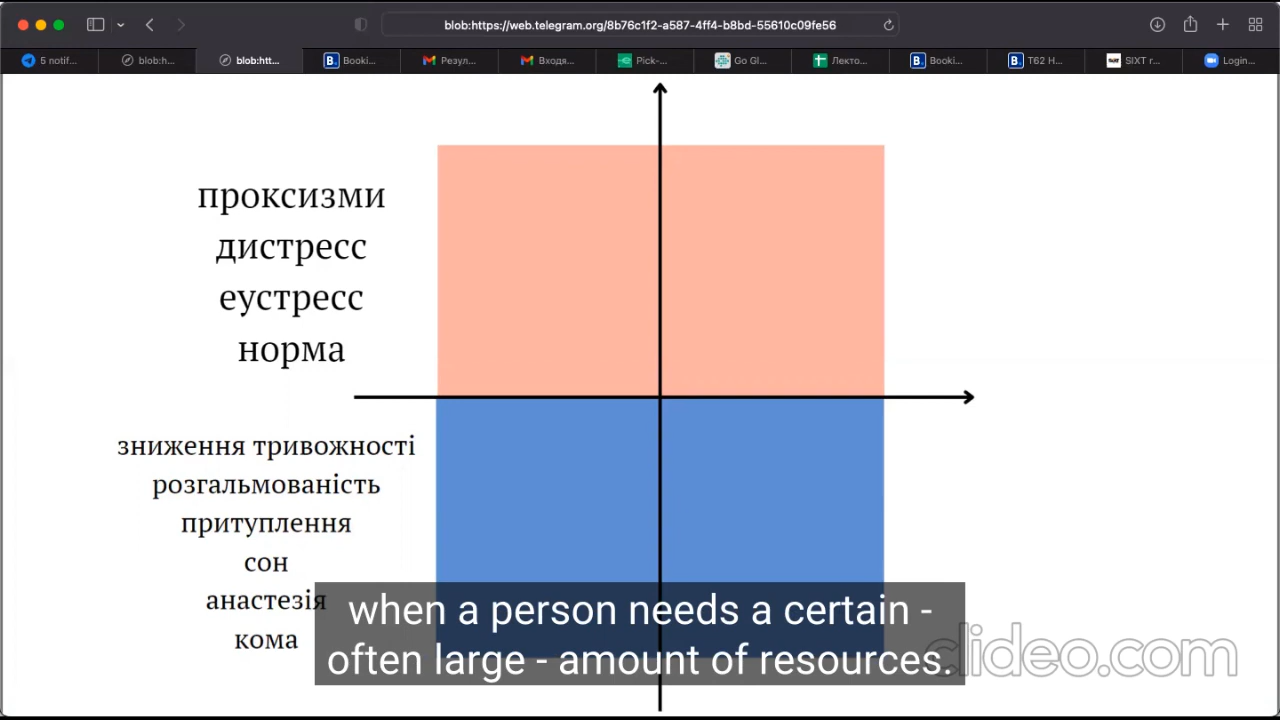 blob:https://web.telegram.org/8b76c1f2-a587-4ff4-b8bd-55610c09fe56
5 notif...
blob:h...
blob:htt...
Booki...
Резул...
Входя...
Pick-...
Go Gl...
Лекто...
Booki...
T62 H...
SIXT r...
Login...
проксизми
дистресс
еустресс
норма
зниження тривожності
розгальмованість
притуплення
сон
анастезія
кома
when a person needs a certain -
often large - amount of resources.
clideo.com